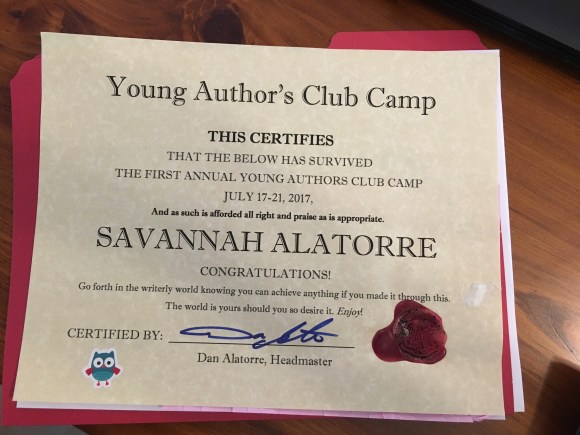 Young Author's Club Camp
THIS CERTIFIES
THAT THE BELOW HAS SURVIVED
THE FIRST ANNUAL YOUNG AUTHORS CLUB CAMP
JULY 17-21, 2017,
And as such is afforded all right and praise as is appropriate.
SAVANNAH ALATORRE
CONGRATULATIONS!
Go forth in the writerly world knowing you can achieve anything if you made it through this.
The world is yours should you so desire it. Enjoy!
CERTIFIED BY:
Dan Alatorre, Headmaster